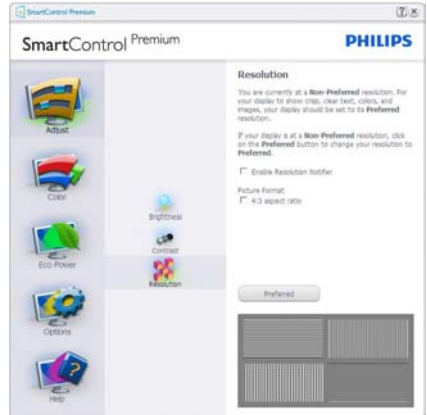 SmartControl Premium
SmartControl Premium
PHILIPS
Adjust
Color
Eco Power
Options
Help
Brightness
Contrast
Resolution
Resolution
You are currently at a Non-Preferred resolution. For
your display to show crisp, clear text, colors, and
images, your display should be set to its Preferred
resolution.
If your display is at a Non-Preferred resolution, click
on the Preferred button to change your resolution to
Preferred.
Enable Resolution Notifier
Picture Format
4:3 aspect ratio
Preferred